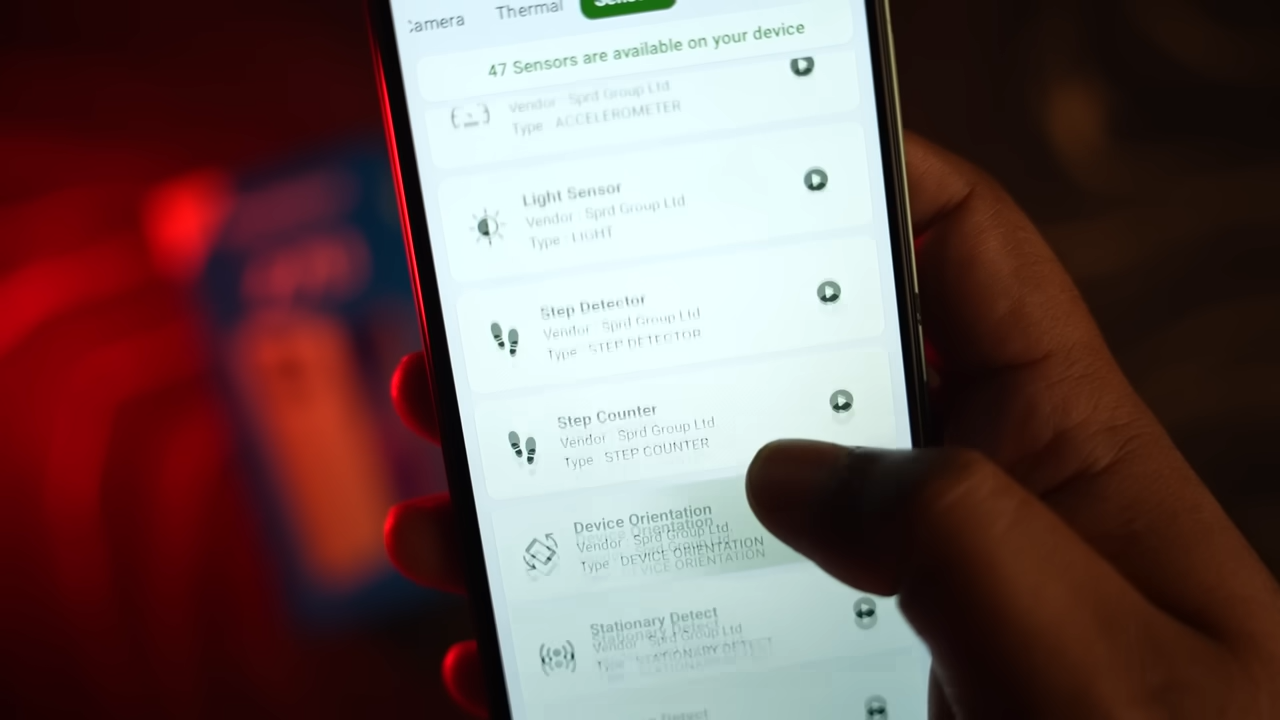 Camera Thermal
47 Sensors are available on your device
Vendor : Sprd Group Ltd
Type : ACCELEROMETER
Light Sensor
Vendor : Sprd Group Ltd
Type : LIGHT
Step Detector
Vendor : Sprd Group Ltd
Type : STEP DETECTOR
Step Counter
Vendor : Sprd Group Ltd
Type : STEP COUNTER
Device Orientation
Vendor : Sprd Group Ltd.
Type : DEVICE ORIENTATION
Stationary Detect
Vendor : Sprd Group Ltd
Type : STATIONARY DETECT
Detect